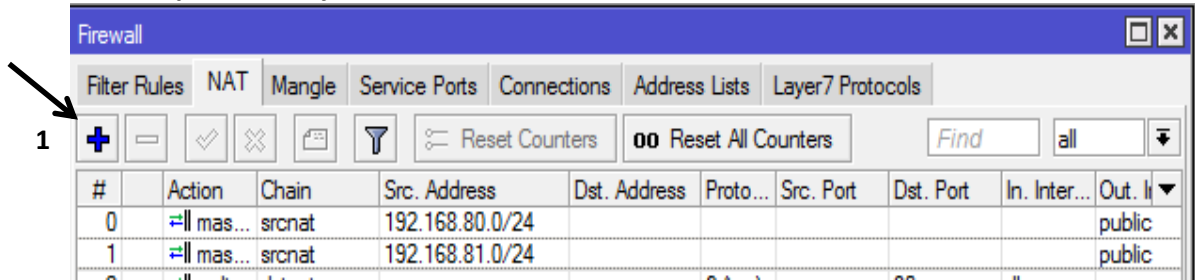 Firewall
Filter Rules NAT Mangle Service Ports Connections Address Lists Layer7 Protocols
1 Reset Counters 00 Reset All Counters Find all
# Action Chain Src. Address Dst. Address Proto... Src. Port Dst. Port In. Inter... Out. I
0 mas... srcnat 192.168.80.0/24 public
1 mas... srcnat 192.168.81.0/24 public